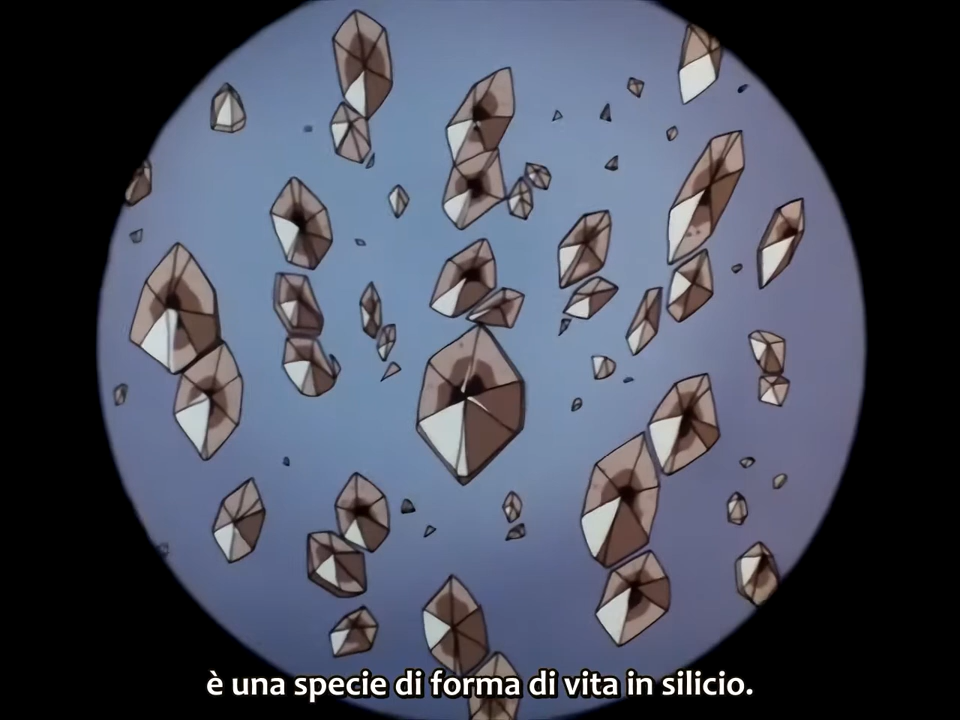 è una specie di forma di vita in silicio.